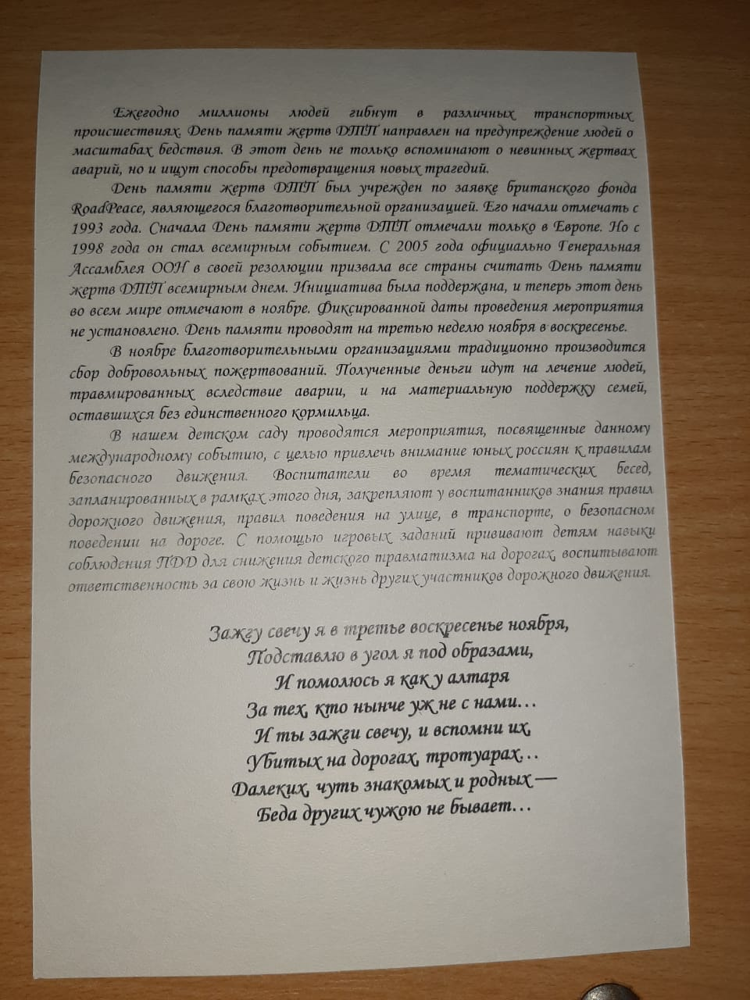 Ежегодно миллионы людей гибнут в различных транспортных
происшествиях. День памяти жертв ДТП направлен на предупреждение людей о
масштабах бедствия. В этот день не только вспоминают о невинных жертвах
аварий, но и ищут способы предотвращения новых трагедий.
День памяти жертв ДТП был учрежден по заявке британского фонда
RoadPeace, являющегося благотворительной организацией. Его начали отмечать с
1993 года. Сначала День памяти жертв ДТП отмечали только в Европе. Но с
1998 года он стал всемирным событием. С 2005 года официально Генеральная
Ассамблея ООН в своей резолюции призвала все страны считать День памяти
жертв ДТП всемирным днем. Инициатива была поддержана, и теперь этот день
во всем мире отмечают в ноябре. Фиксированной даты проведения мероприятия
не установлено. День памяти проводят на третью неделю ноября в воскресенье.
В ноябре благотворительными организациями традиционно производится
сбор добровольных пожертвований. Полученные деньги идут на лечение людей,
травмированных вследствие аварии, и на материальную поддержку семей,
оставшихся без единственного кормильца.
В нашем детском саду проводятся мероприятия, посвященные данному
международному событию, с целью привлечь внимание юных россиян к правилам
безопасного движения. Воспитатели во время тематических бесед,
запланированных в рамках этого дня, закрепляют у воспитанников знания правил
дорожного движения, правил поведения на улице, в транспорте, о безопасном
поведении на дороге. С помощью игровых заданий прививают детям навыки
соблюдения ПДД для снижения детского травматизма на дорогах, воспитывают
ответственность за свою жизнь и жизнь других участников дорожного движения.
Зажгу свечу я в третье воскресенье ноября,
Подставлю в угол я под образами,
И помолюсь я как у алтаря
За тех, кто нынче уж не с нами…
И ты зажги свечу, и вспомни их,
Убитых на дорогах, тротуарах…
Далеких, чуть знакомых и родных —
Беда других чужою не бывает…